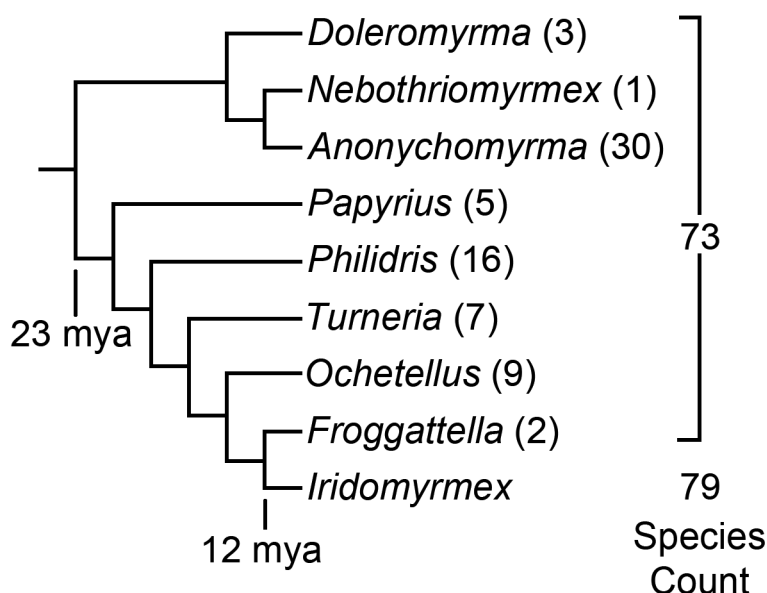 Doleromyrma (3)
Nebothriomyrmex (1)
Anonychomyrma (30)
Papyrius (5)
73
Philidris (16)
Turneria (7)
23 mya
Ochetellus (9)
Froggattella (2)
Iridomyrmex
79
12 mya
Species
Count